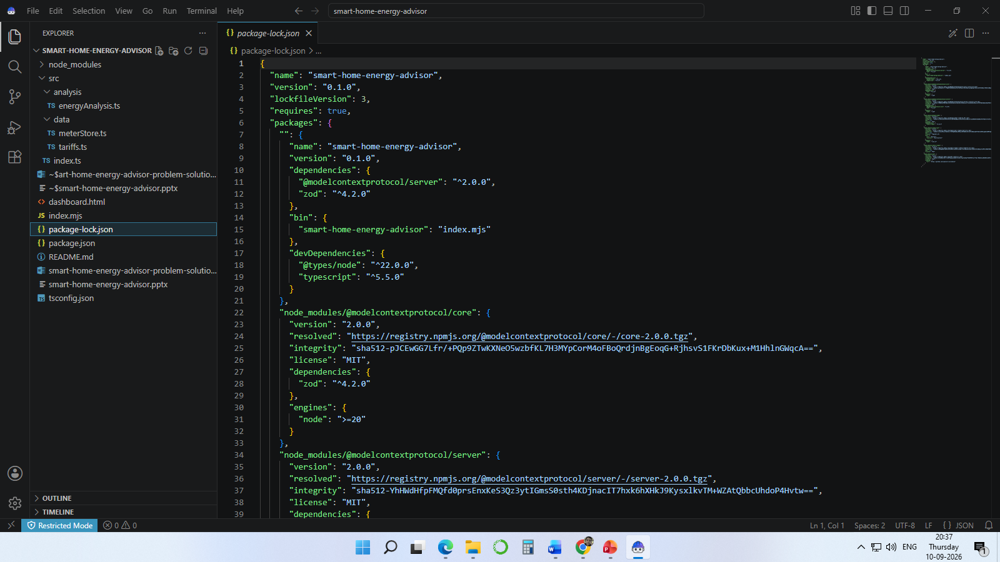 File Edit Selection View Go Run Terminal Help
smart-home-energy-advisor
EXPLORER
SMART-HOME-ENERGY-ADVISOR
node_modules
src
analysis
TS energyAnalysis.ts
data
TS meterStore.ts
TS tariffs.ts
TS index.ts
~$art-home-energy-advisor-problem-solutio...
~$smart-home-energy-advisor.pptx
<> dashboard.html
JS index.mjs
{} package-lock.json
{} package.json
README.md
smart-home-energy-advisor-problem-solutio...
smart-home-energy-advisor.pptx
TS tsconfig.json
OUTLINE
TIMELINE
{} package-lock.json
{} package-lock.json > ...
1 {
2 "name": "smart-home-energy-advisor",
3 "version": "0.1.0",
4 "lockfileVersion": 3,
5 "requires": true,
6 "packages": {
7 "": {
8 "name": "smart-home-energy-advisor",
9 "version": "0.1.0",
10 "dependencies": {
11 "@modelcontextprotocol/server": "^2.0.0",
12 "zod": "^4.2.0"
13 },
14 "bin": {
15 "smart-home-energy-advisor": "index.mjs"
16 },
17 "devDependencies": {
18 "@types/node": "^22.0.0",
19 "typescript": "^5.5.0"
20 }
21 },
22 "node_modules/@modelcontextprotocol/core": {
23 "version": "2.0.0",
24 "resolved": "https://registry.npmjs.org/@modelcontextprotocol/core/-/core-2.0.0.tgz",
25 "integrity": "sha512-pJCEwGG7Lfr/+PQp9ZTwKXNeO5wzbfKL7H3MYpCorM4oFBoQrdjnBgEoqG+RjhsvS1FKrDbKux+M1HhlnGWqcA==",
26 "license": "MIT",
27 "dependencies": {
28 "zod": "^4.2.0"
29 },
30 "engines": {
31 "node": ">=20"
32 }
33 },
34 "node_modules/@modelcontextprotocol/server": {
35 "version": "2.0.0",
36 "resolved": "https://registry.npmjs.org/@modelcontextprotocol/server/-/server-2.0.0.tgz",
37 "integrity": "sha512-YhHWdHfpFMQfd0prsEnxKeS3Qz3ytIGmsS0sth4KDjnacIT7hxk6hXHkJ9KysxlkvTM+WZAtQbbcUhdoP4Hvtw==",
38 "license": "MIT",
39 "dependencies": {
Restricted Mode
0 0
Ln 1, Col 1 Spaces: 2 UTF-8 LF {} JSON
ENG
20:37
Thursday
10-09-2026
1